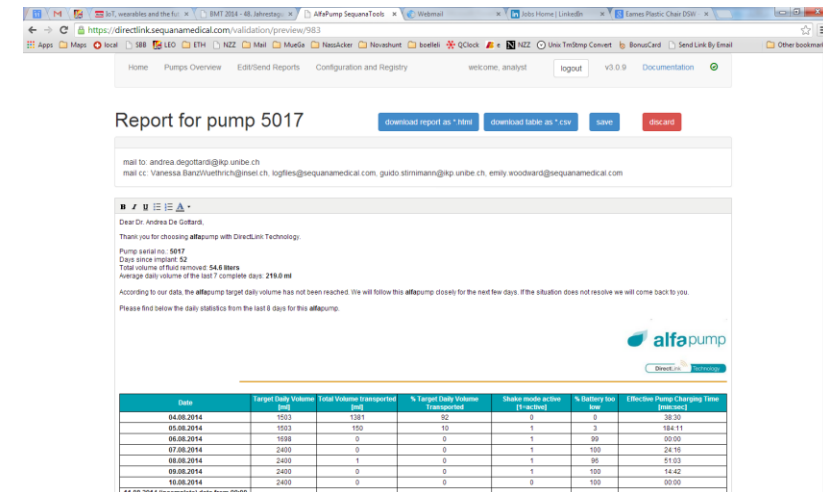 IoT, wearables and the fu
BMT 2014 - 48. Jahrestagu
AlfaPump SequanaTools
Webmail
Jobs Home | LinkedIn
Eames Plastic Chair DSW
https://directlink.sequanamedical.com/validation/preview/983
Apps Maps local SBB LEO ETH NZZ Mail MueGa NassAcker Novashunt boelleli QClock e NZZ Unix TmStmp Convert BonusCard Send Link By Email Other bookmark
Home Pumps Overview Edit/Send Reports Configuration and Registry welcome, analyst logout v3.0.9 Documentation
Report for pump 5017
download report as *.html download table as *.csv save discard
mail to: andrea.degottardi@ikp.unibe.ch
mail cc: Vanessa.BanzWuethrich@insel.ch, logfiles@sequanamedical.com, guido.stirnimann@ikp.unibe.ch, emily.woodward@sequanamedical.com
B I U A
Dear Dr. Andrea De Gottardi,
Thank you for choosing alfapump with DirectLink Technology.
Pump serial no.: 5017
Days since implant: 52
Total volume of fluid removed: 54.6 liters
Average daily volume of the last 7 complete days: 219.0 ml
According to our data, the alfapump target daily volume has not been reached. We will follow this alfapump closely for the next few days. If the situation does not resolve we will come back to you.
Please find below the daily statistics from the last 8 days for this alfapump.
alfapump
DirectLink Technology
Date Target Daily Volume [ml] Total Volume transported [ml] % Target Daily Volume Transported Shake mode active [1=active] % Battery too low Effective Pump Charging Time [mm:sec]
04.08.2014 1503 1381 92 0 0 38:30
05.08.2014 1503 150 10 1 3 184:11
06.08.2014 1698 0 0 1 99 00:00
07.08.2014 2400 0 0 1 100 24:16
08.08.2014 2400 1 0 1 96 51:03
09.08.2014 2400 0 0 1 100 14:42
10.08.2014 2400 0 0 0 100 00:00